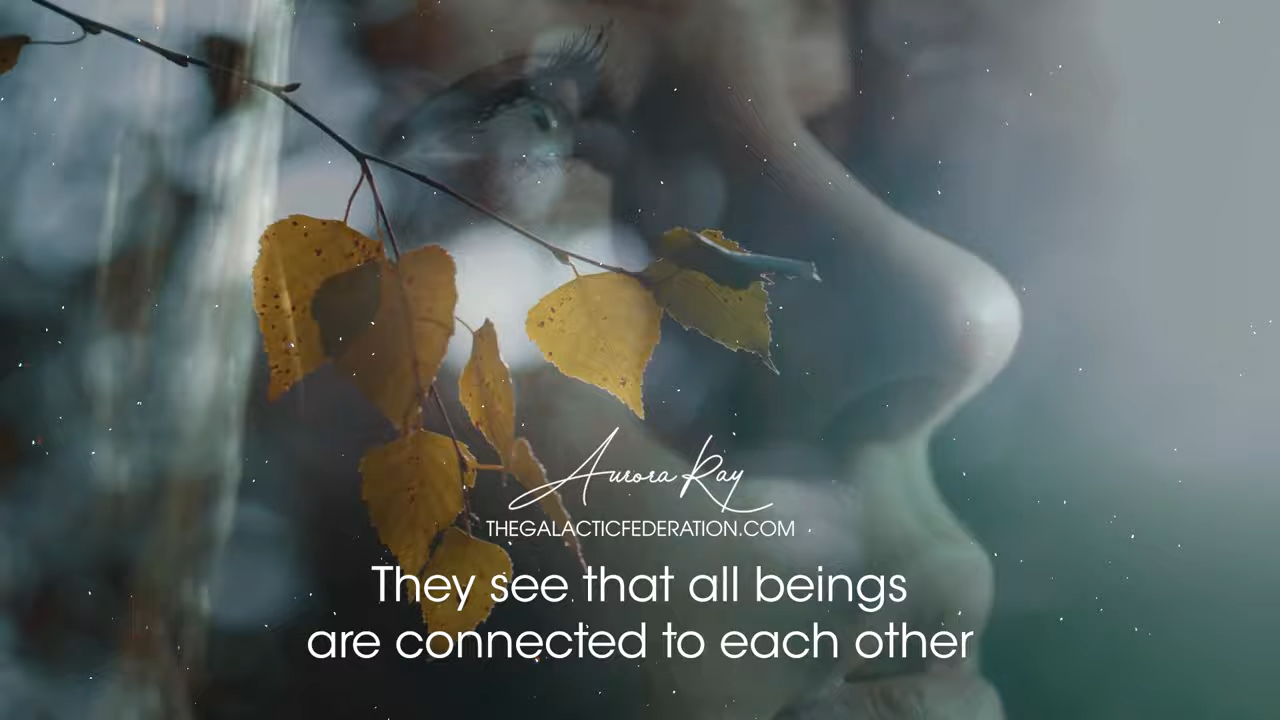 Aurora Ray
THEGALACTICFEDERATION.COM
They see that all beings
are connected to each other